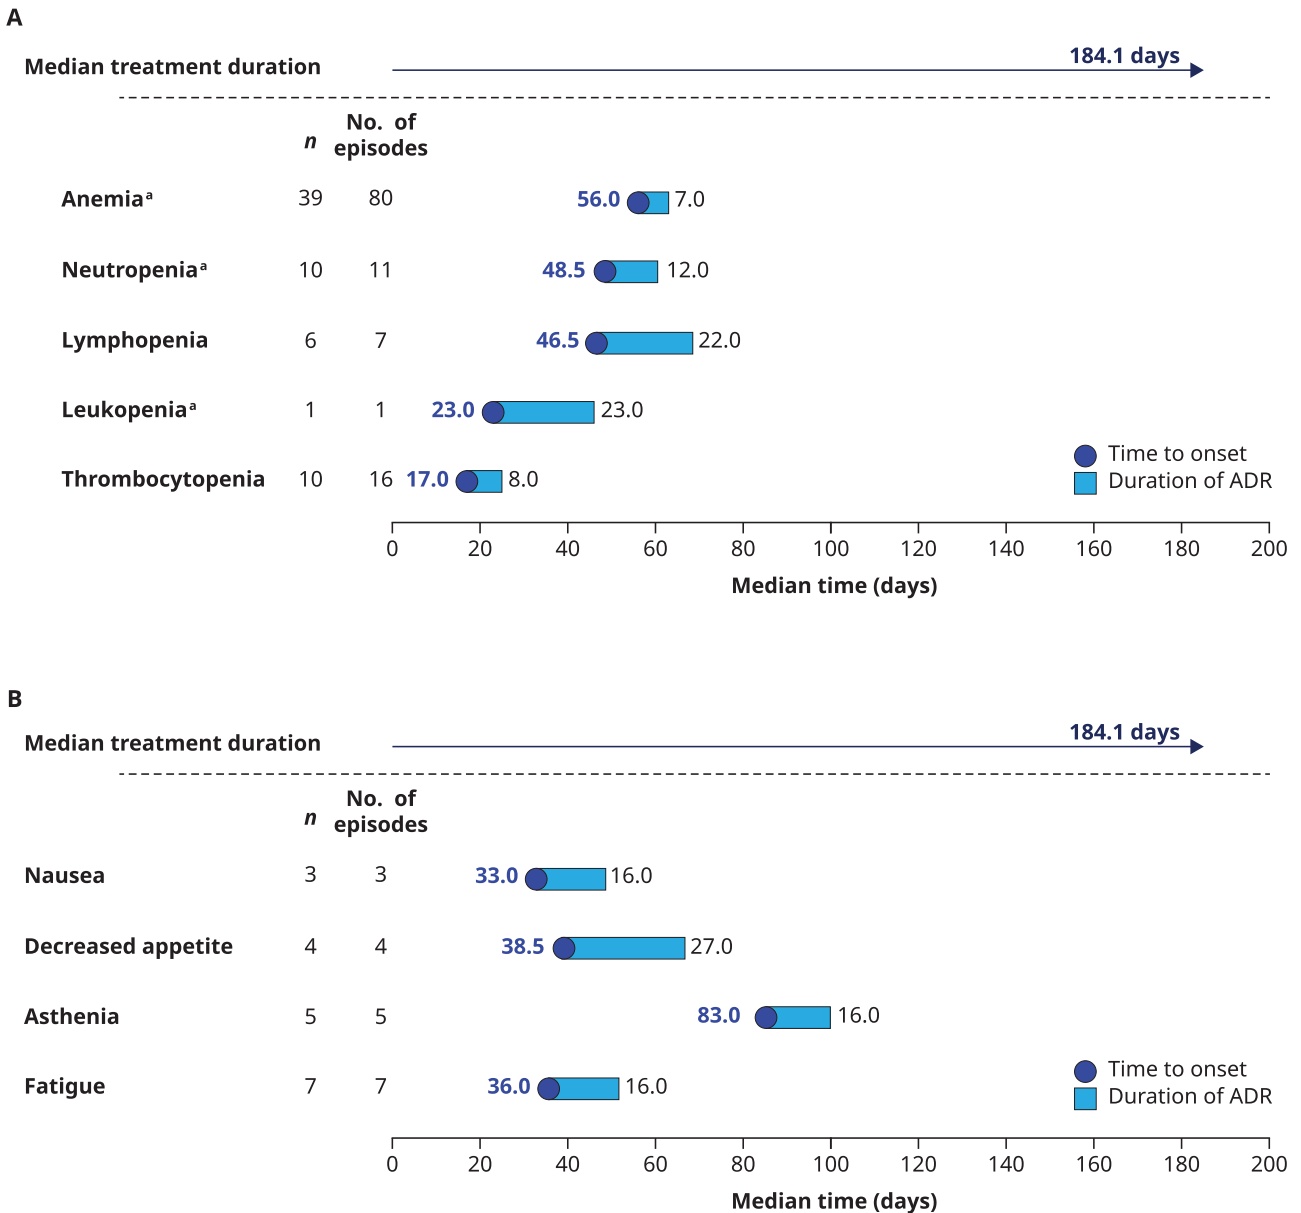 A
Median treatment duration 184.1 days
n No. of episodes
Anemiaᵃ 39 80 56.0 7.0
Neutropeniaᵃ 10 11 48.5 12.0
Lymphopenia 6 7 46.5 22.0
Leukopeniaᵃ 1 1 23.0 23.0
Thrombocytopenia 10 16 17.0 8.0
Time to onset
Duration of ADR
0 20 40 60 80 100 120 140 160 180 200
Median time (days)
B
Median treatment duration 184.1 days
n No. of episodes
Nausea 3 3 33.0 16.0
Decreased appetite 4 4 38.5 27.0
Asthenia 5 5 83.0 16.0
Fatigue 7 7 36.0 16.0
Time to onset
Duration of ADR
0 20 40 60 80 100 120 140 160 180 200
Median time (days)